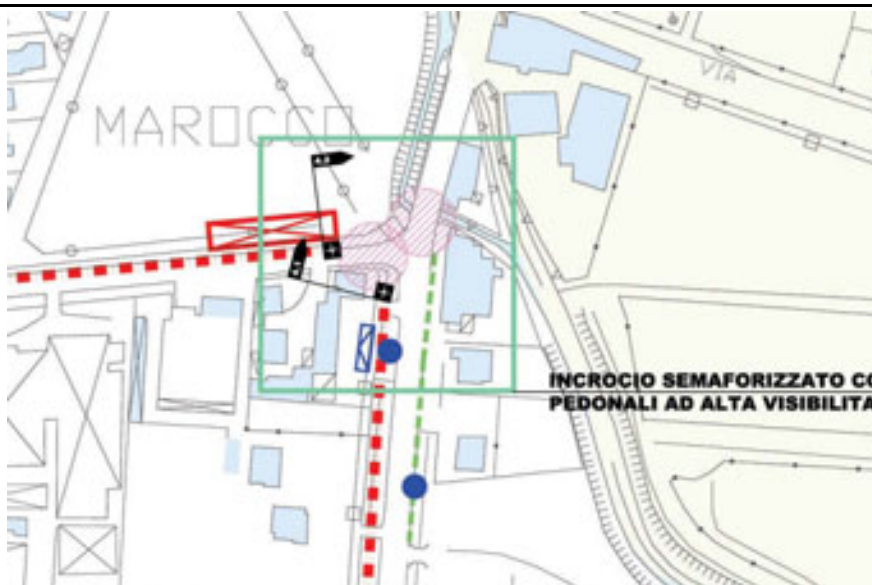 VIA
MAROCCO
INCROCIO SEMAFORIZZATO CO
PEDONALI AD ALTA VISIBILITA